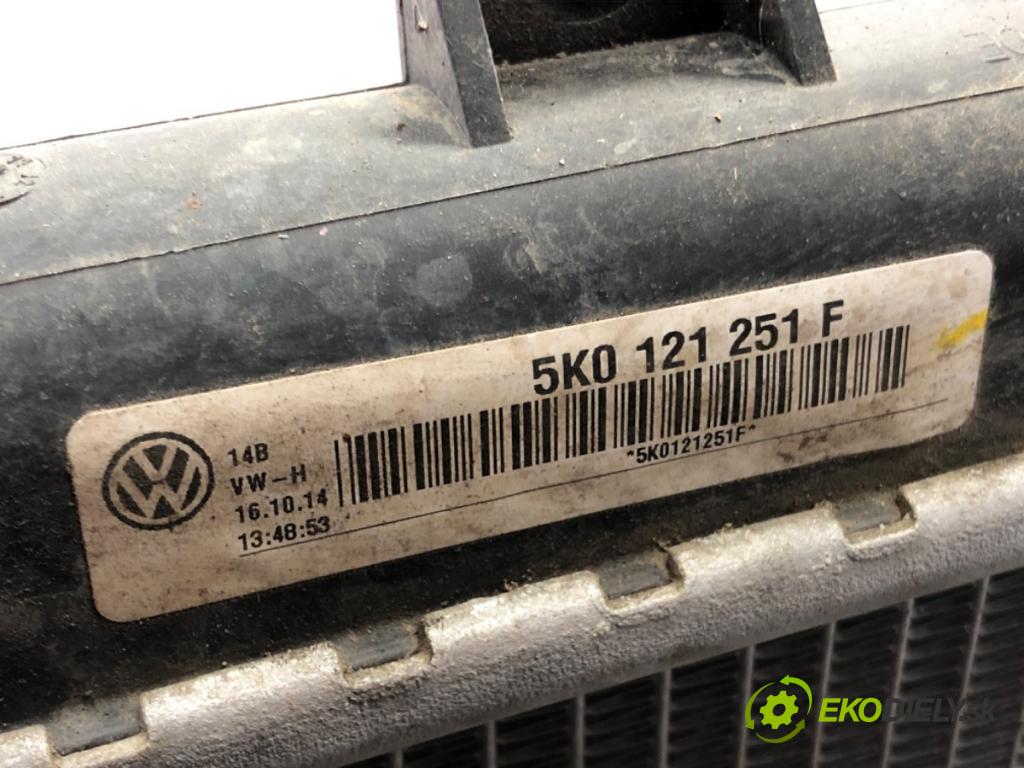 5K0 121 251 F
14B
VW-H
16.10.14
13:48:53
*5K0121251F*
EKODIELY.SK